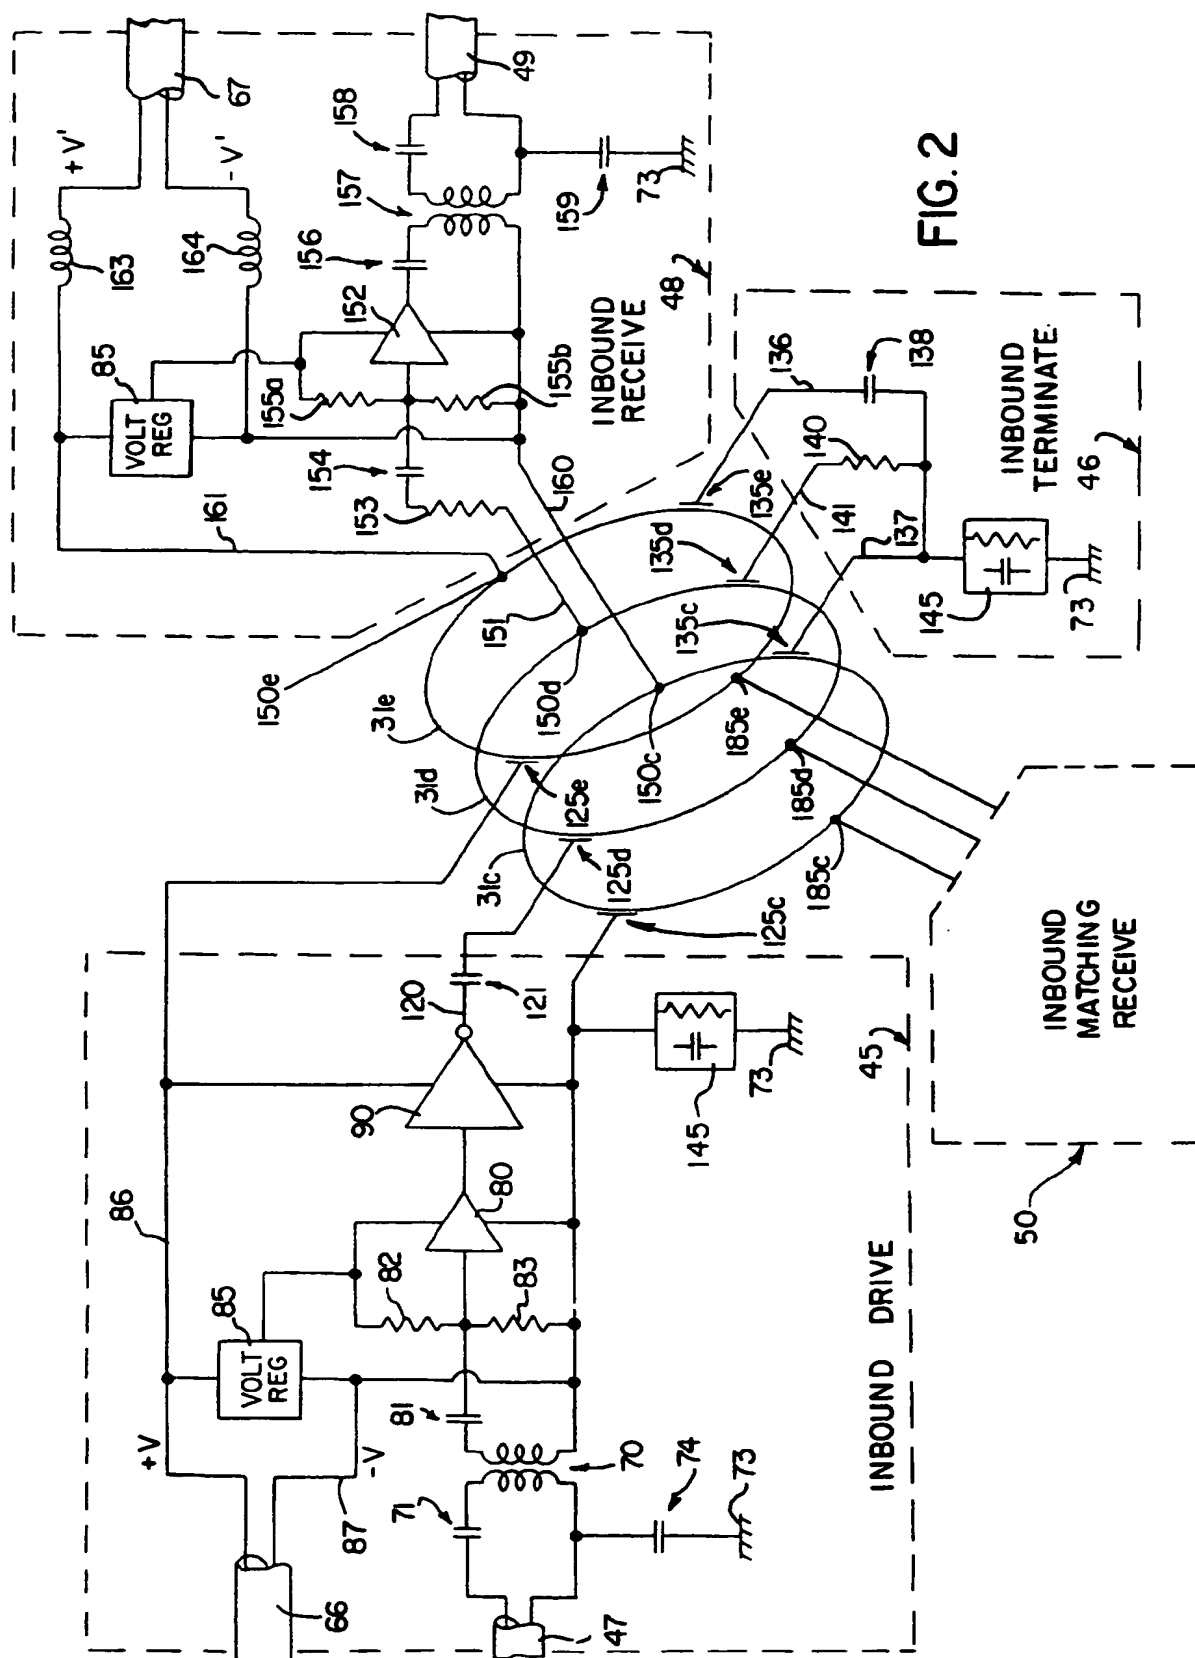 FIG. 2
66
+V
86
87
-V
VOLT
REG
85
47
71
70
74
73
81
82
83
80
90
120
121
145
73
45
INBOUND DRIVE
125c
125d
125e
31c
31d
31e
150c
150d
150e
185c
185d
185e
50
INBOUND
MATCHING
RECEIVE
135c
135d
135e
136
137
138
140
141
145
73
46
INBOUND
TERMINATE
151
160
161
153
154
155a
155b
152
156
157
158
159
73
49
67
+V'
-V'
163
164
85
VOLT
REG
48
INBOUND
RECEIVE